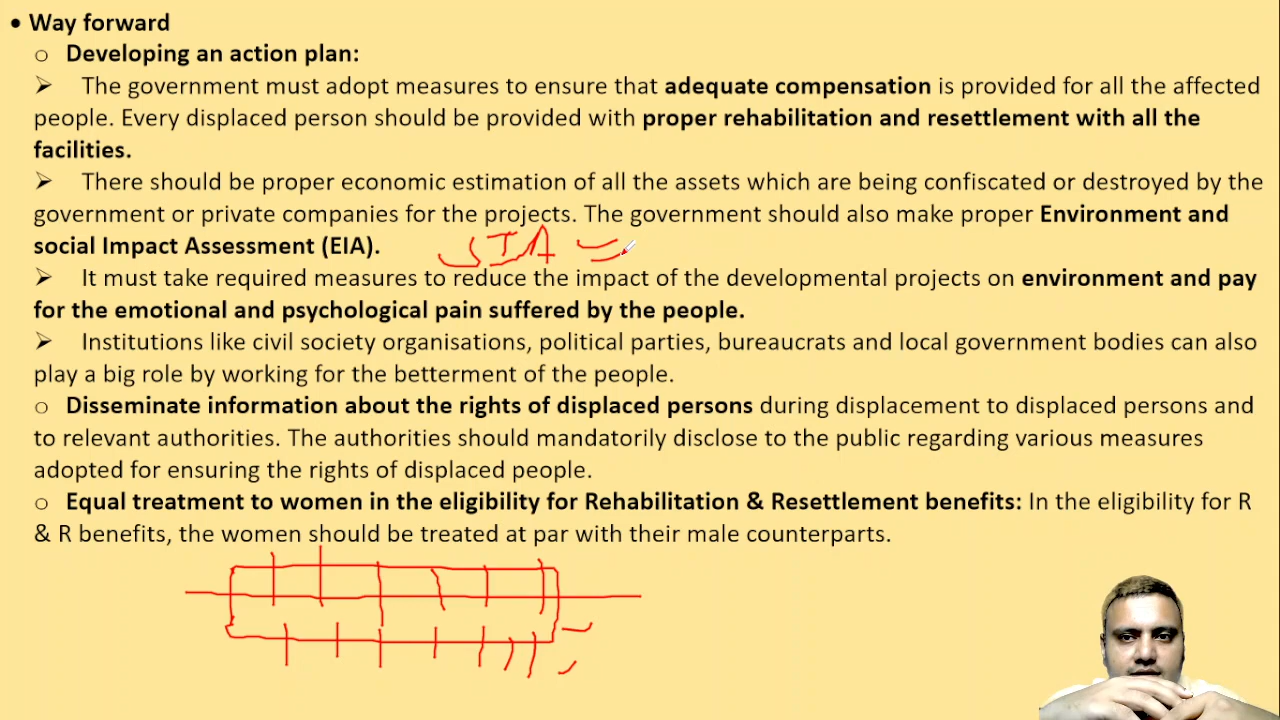 • Way forward
o Developing an action plan:
➢ The government must adopt measures to ensure that adequate compensation is provided for all the affected
people. Every displaced person should be provided with proper rehabilitation and resettlement with all the
facilities.
➢ There should be proper economic estimation of all the assets which are being confiscated or destroyed by the
government or private companies for the projects. The government should also make proper Environment and
social Impact Assessment (EIA).
SIA =
➢ It must take required measures to reduce the impact of the developmental projects on environment and pay
for the emotional and psychological pain suffered by the people.
➢ Institutions like civil society organisations, political parties, bureaucrats and local government bodies can also
play a big role by working for the betterment of the people.
o Disseminate information about the rights of displaced persons during displacement to displaced persons and
to relevant authorities. The authorities should mandatorily disclose to the public regarding various measures
adopted for ensuring the rights of displaced people.
o Equal treatment to women in the eligibility for Rehabilitation & Resettlement benefits: In the eligibility for R
& R benefits, the women should be treated at par with their male counterparts.